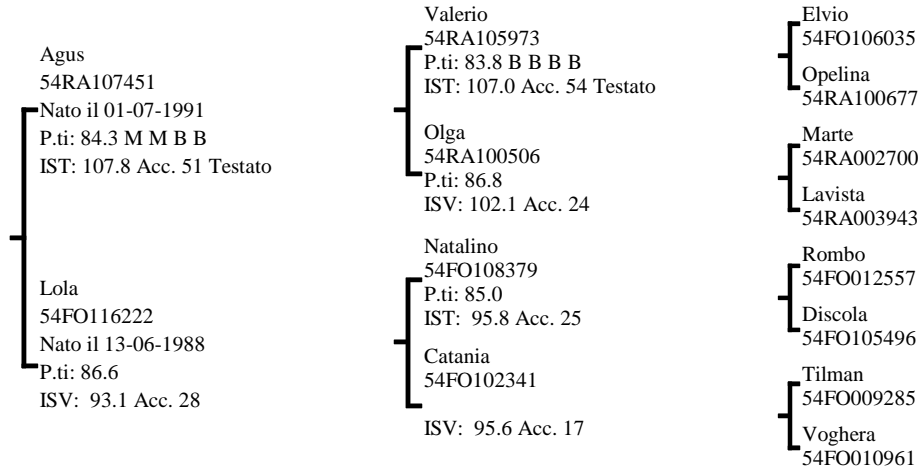 Agus
54RA107451
Nato il 01-07-1991
P.ti: 84.3 M M B B
IST: 107.8 Acc. 51 Testato
Lola
54FO116222
Nato il 13-06-1988
P.ti: 86.6
ISV: 93.1 Acc. 28
Valerio
54RA105973
P.ti: 83.8 B B B B
IST: 107.0 Acc. 54 Testato
Olga
54RA100506
P.ti: 86.8
ISV: 102.1 Acc. 24
Natalino
54FO108379
P.ti: 85.0
IST: 95.8 Acc. 25
Catania
54FO102341
ISV: 95.6 Acc. 17
Elvio
54FO106035
Opelina
54RA100677
Marte
54RA002700
Lavista
54RA003943
Rombo
54FO012557
Discola
54FO105496
Tilman
54FO009285
Voghera
54FO010961